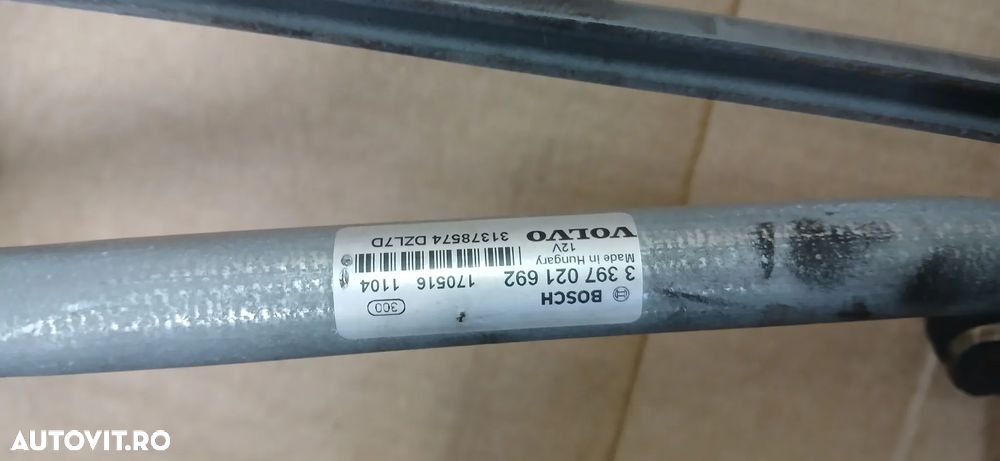 BOSCH
300
3 397 021 692
170516 1104
Made in Hungary
12V
VOLVO
31378574 DZL7D
AUTOVIT.RO